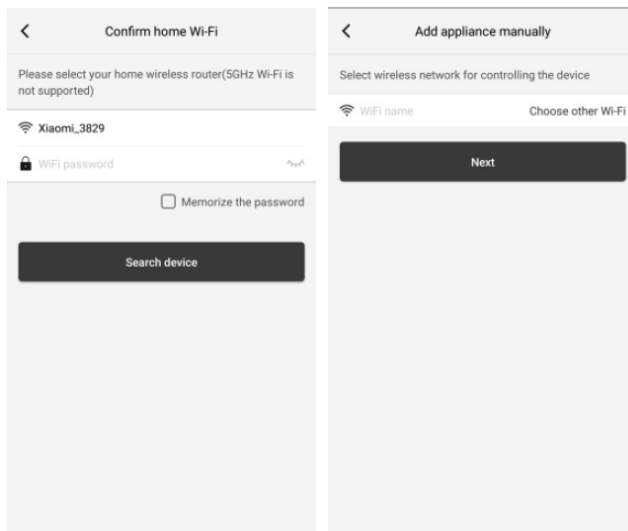 Confirm home Wi-Fi
Please select your home wireless router(5GHz Wi-Fi is
not supported)
Xiaomi_3829
WiFi password
Memorize the password
Search device
Add appliance manually
Select wireless network for controlling the device
WiFi name
Choose other Wi-Fi
Next